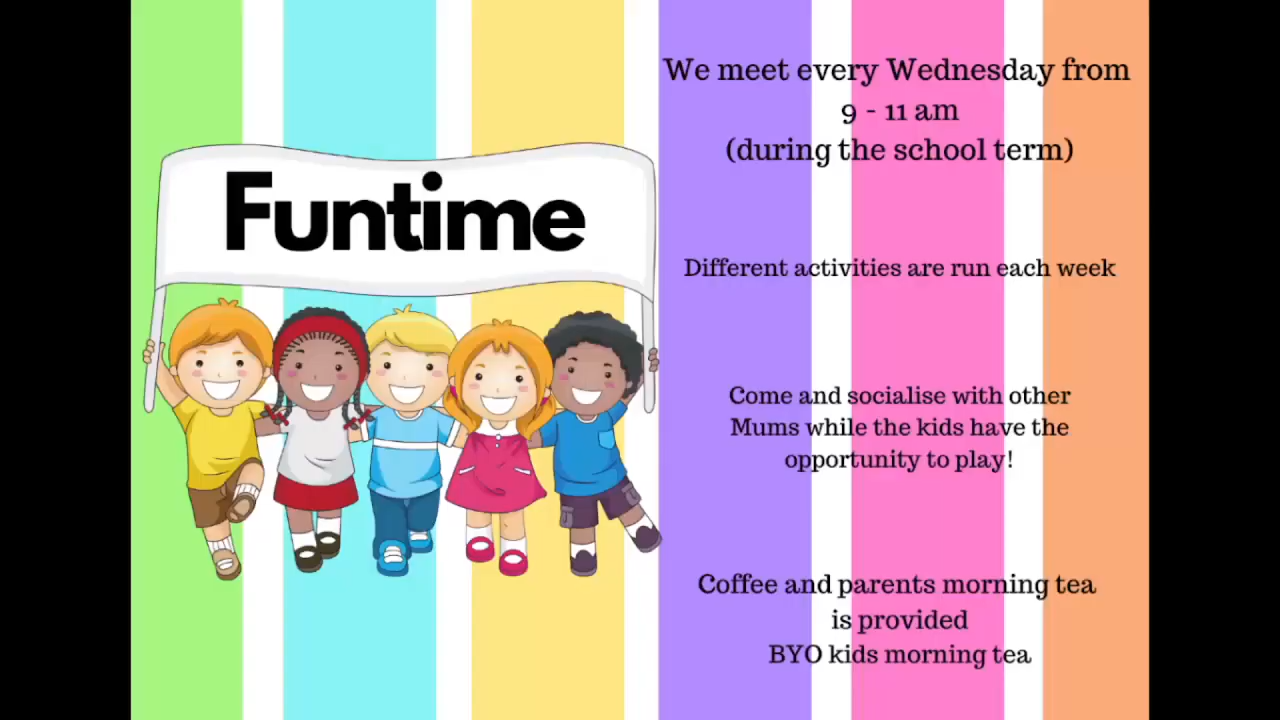 Funtime
We meet every Wednesday from
9 - 11 am
(during the school term)
Different activities are run each week
Come and socialise with other
Mums while the kids have the
opportunity to play!
Coffee and parents morning tea
is provided
BYO kids morning tea